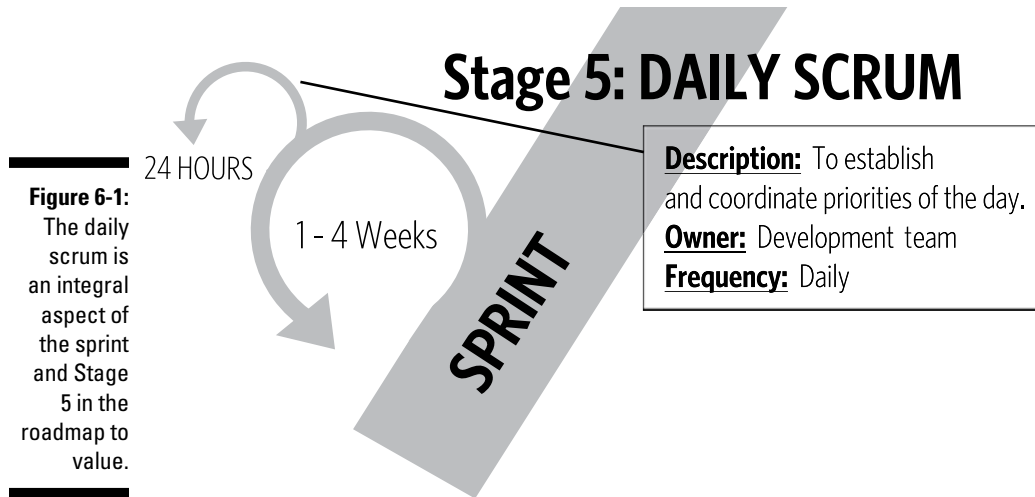 Stage 5: DAILY SCRUM
24 HOURS
1 - 4 Weeks
SPRINT
Description: To establish
and coordinate priorities of the day.
Owner: Development team
Frequency: Daily
Figure 6-1:
The daily
scrum is
an integral
aspect of
the sprint
and Stage
5 in the
roadmap to
value.